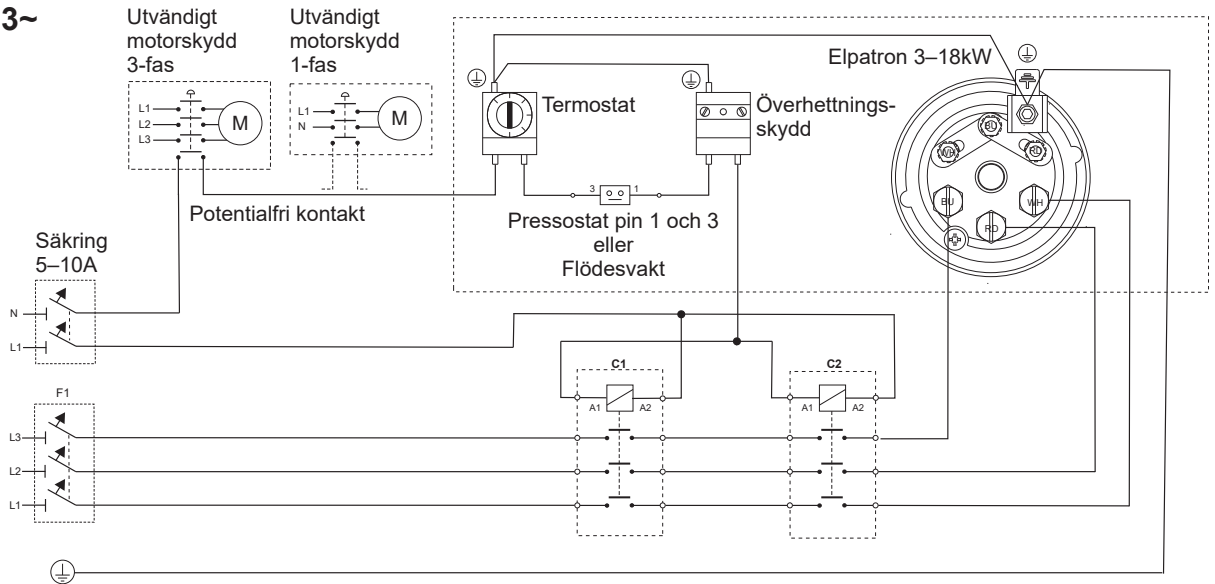 3~
Utvändigt
motorskydd
3-fas
Utvändigt
motorskydd
1-fas
L1
L2
L3
M
L1
N
M
Termostat
Överhettnings-
skydd
Elpatron 3–18kW
BU
WH
RD
BU
WH
RD
3
1
Pressostat pin 1 och 3
eller
Flödesvakt
Potentialfri kontakt
Säkring
5–10A
N
L1
C1
A1
A2
C2
A1
A2
F1
L3
L2
L1